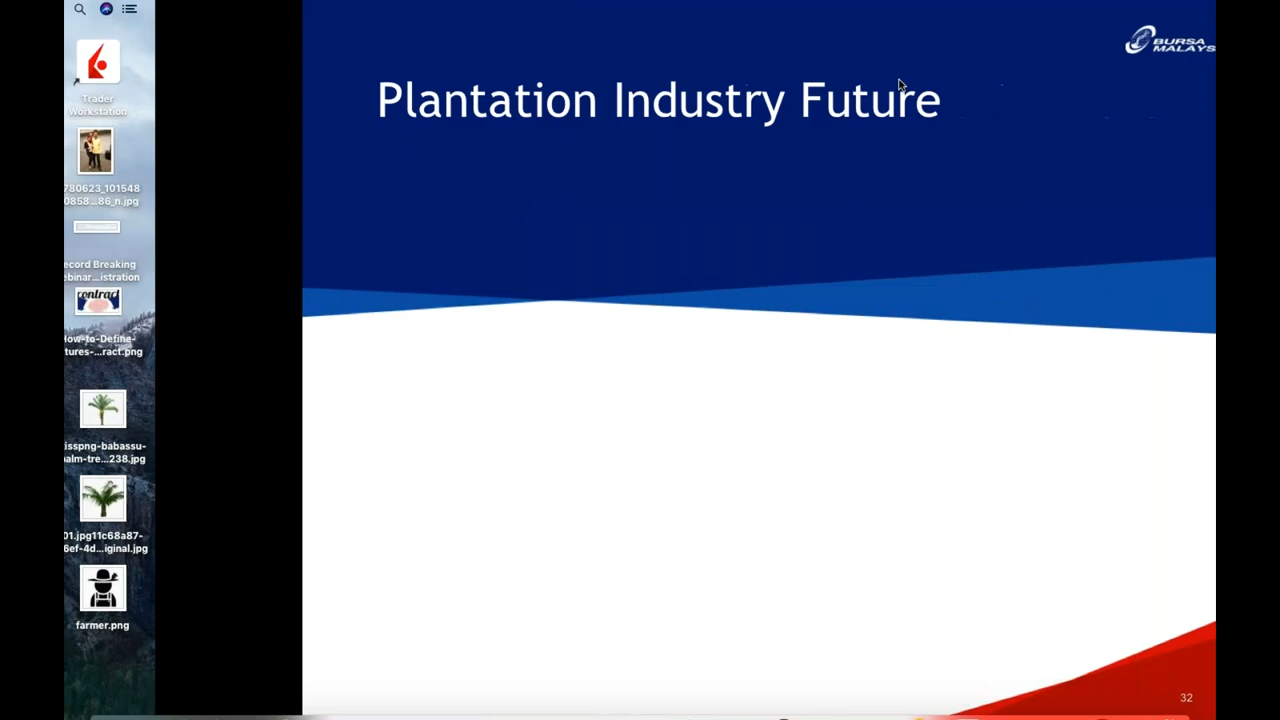 Trader
Workstation
780623_101548
0858...86_n.jpg
ecord Breaking
ebinar...istration
contract
How-to-Define-
tures-...ract.png
isspng-babassu-
alm-tre...238.jpg
01.jpg11c68a87-
6ef-4d...iginal.jpg
farmer.png
Plantation Industry Future
BURSA
MALAYS
32